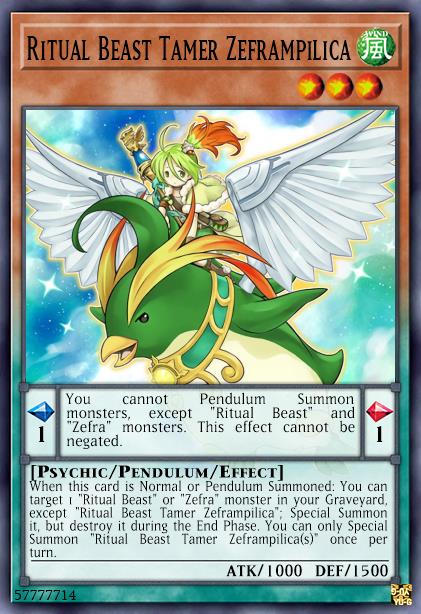 RITUAL BEAST TAMER ZEFRAMPILICA
WIND
風
You cannot Pendulum Summon
monsters, except "Ritual Beast" and
"Zefra" monsters. This effect cannot be
negated.
1
1
[PSYCHIC/PENDULUM/EFFECT]
When this card is Normal or Pendulum Summoned: You can
target 1 "Ritual Beast" or "Zefra" monster in your Graveyard,
except "Ritual Beast Tamer Zeframpilica"; Special Summon
it, but destroy it during the End Phase. You can only Special
Summon "Ritual Beast Tamer Zeframpilica(s)" once per
turn.
ATK/1000 DEF/1500
57777714